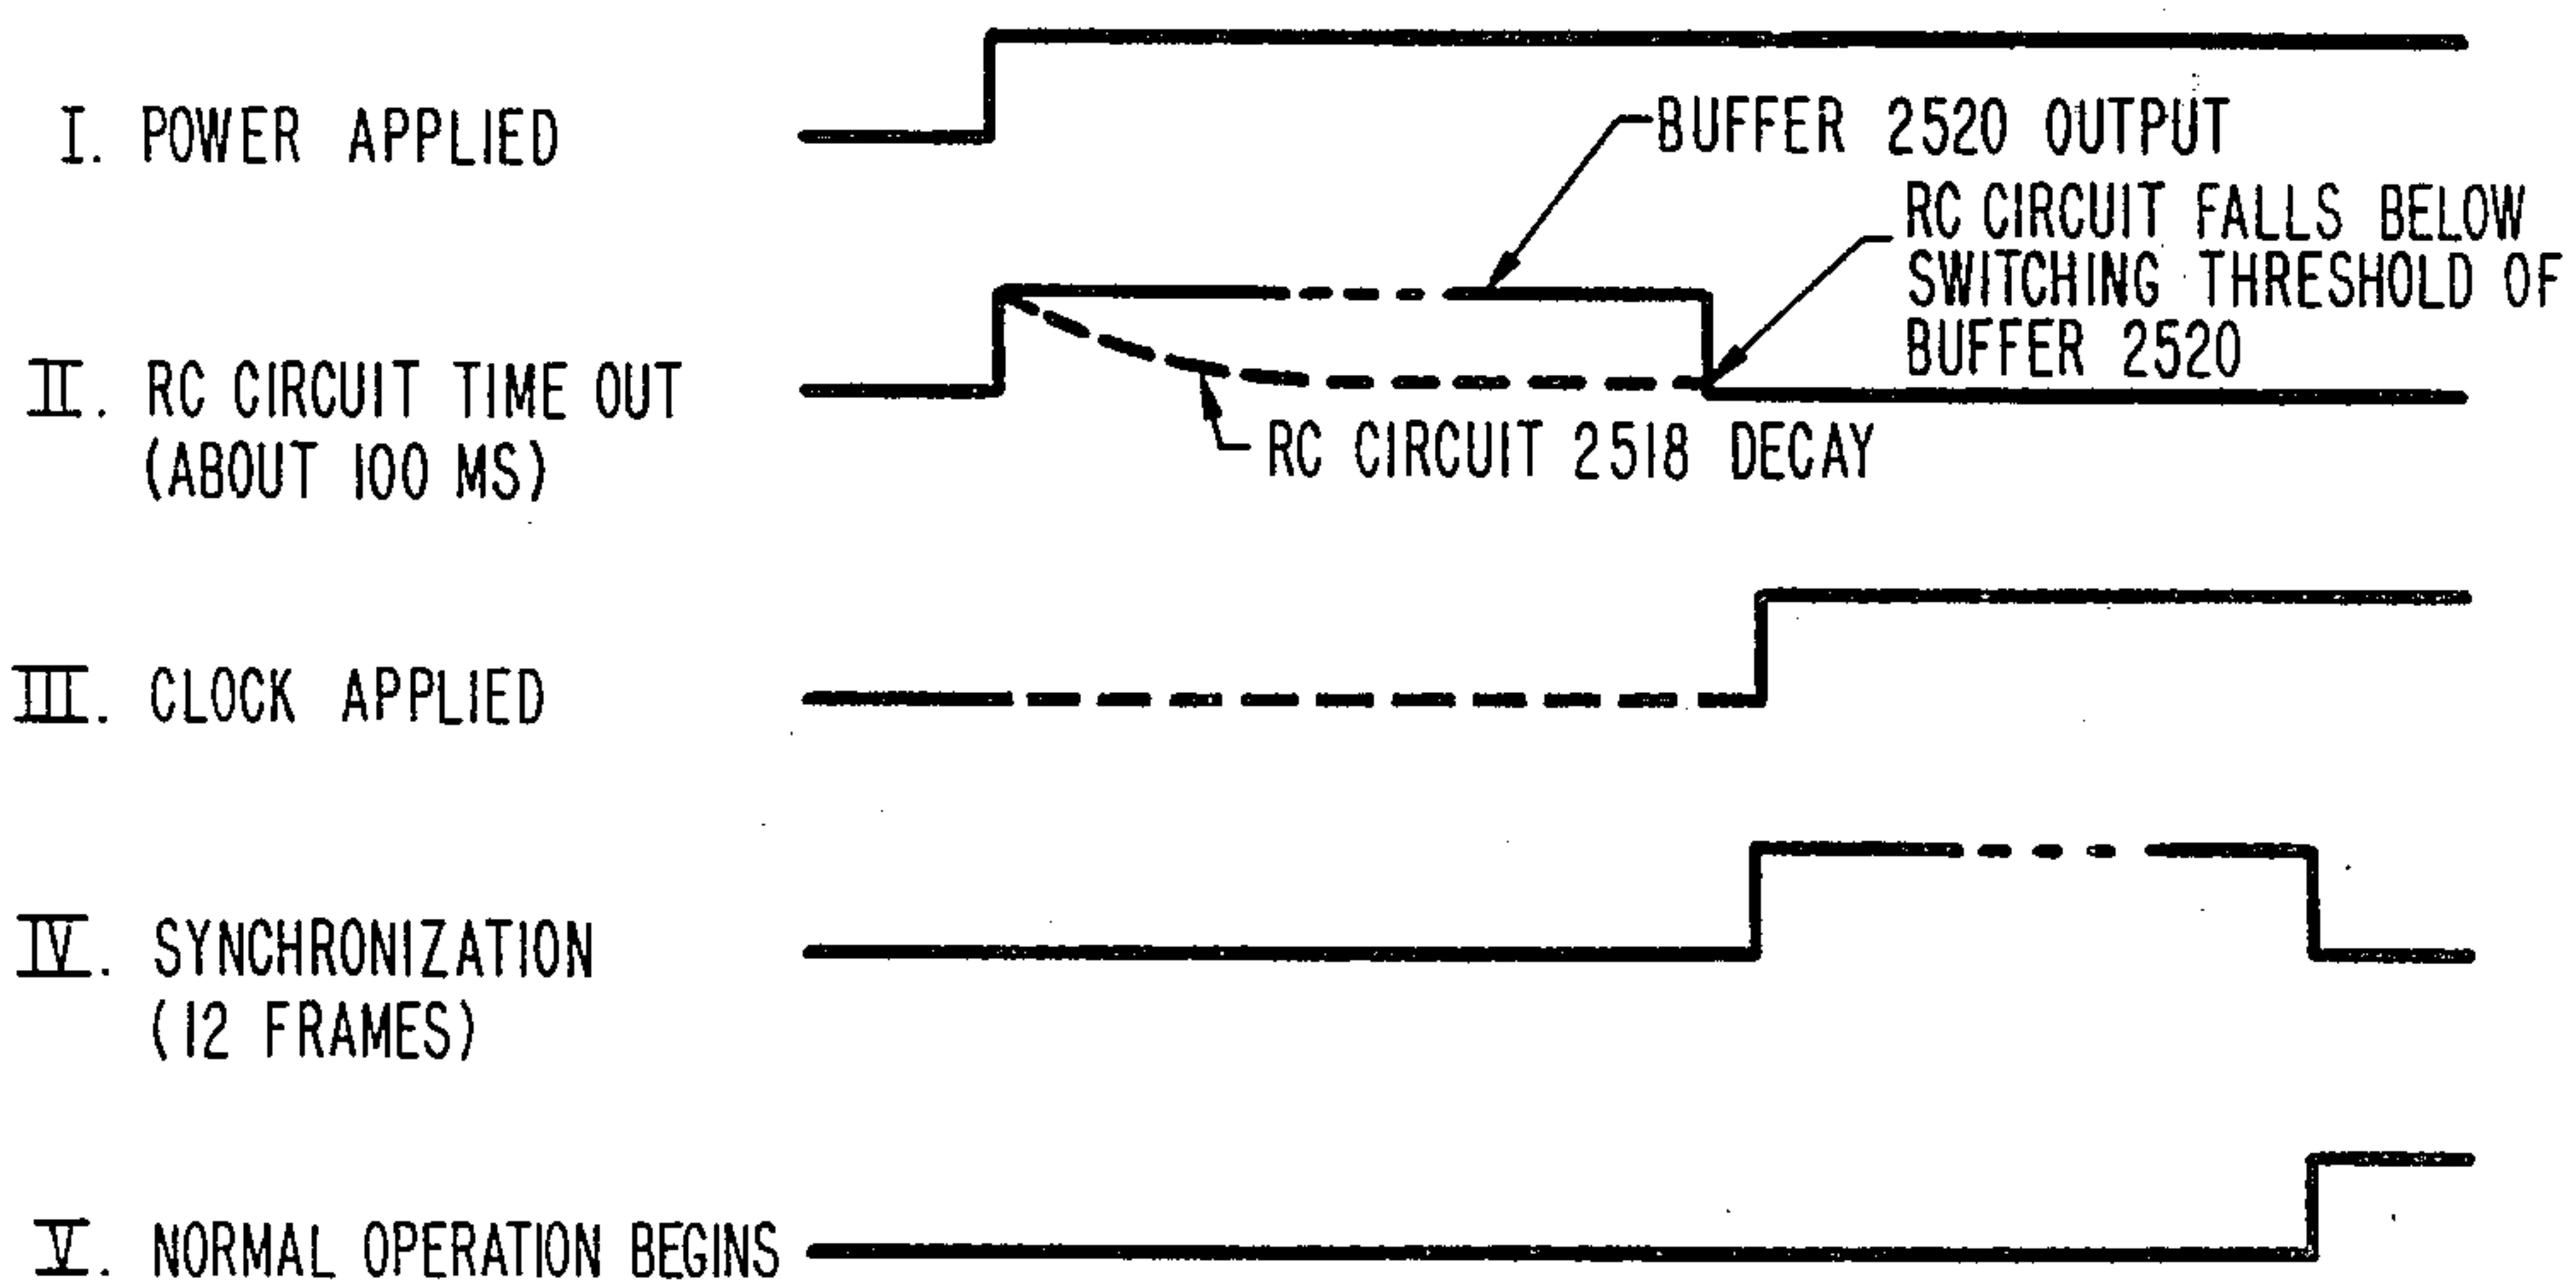 I. POWER APPLIED
BUFFER 2520 OUTPUT
RC CIRCUIT FALLS BELOW
SWITCHING THRESHOLD OF
BUFFER 2520
II. RC CIRCUIT TIME OUT
(ABOUT 100 MS)
RC CIRCUIT 2518 DECAY
III. CLOCK APPLIED
IV. SYNCHRONIZATION
(12 FRAMES)
V. NORMAL OPERATION BEGINS